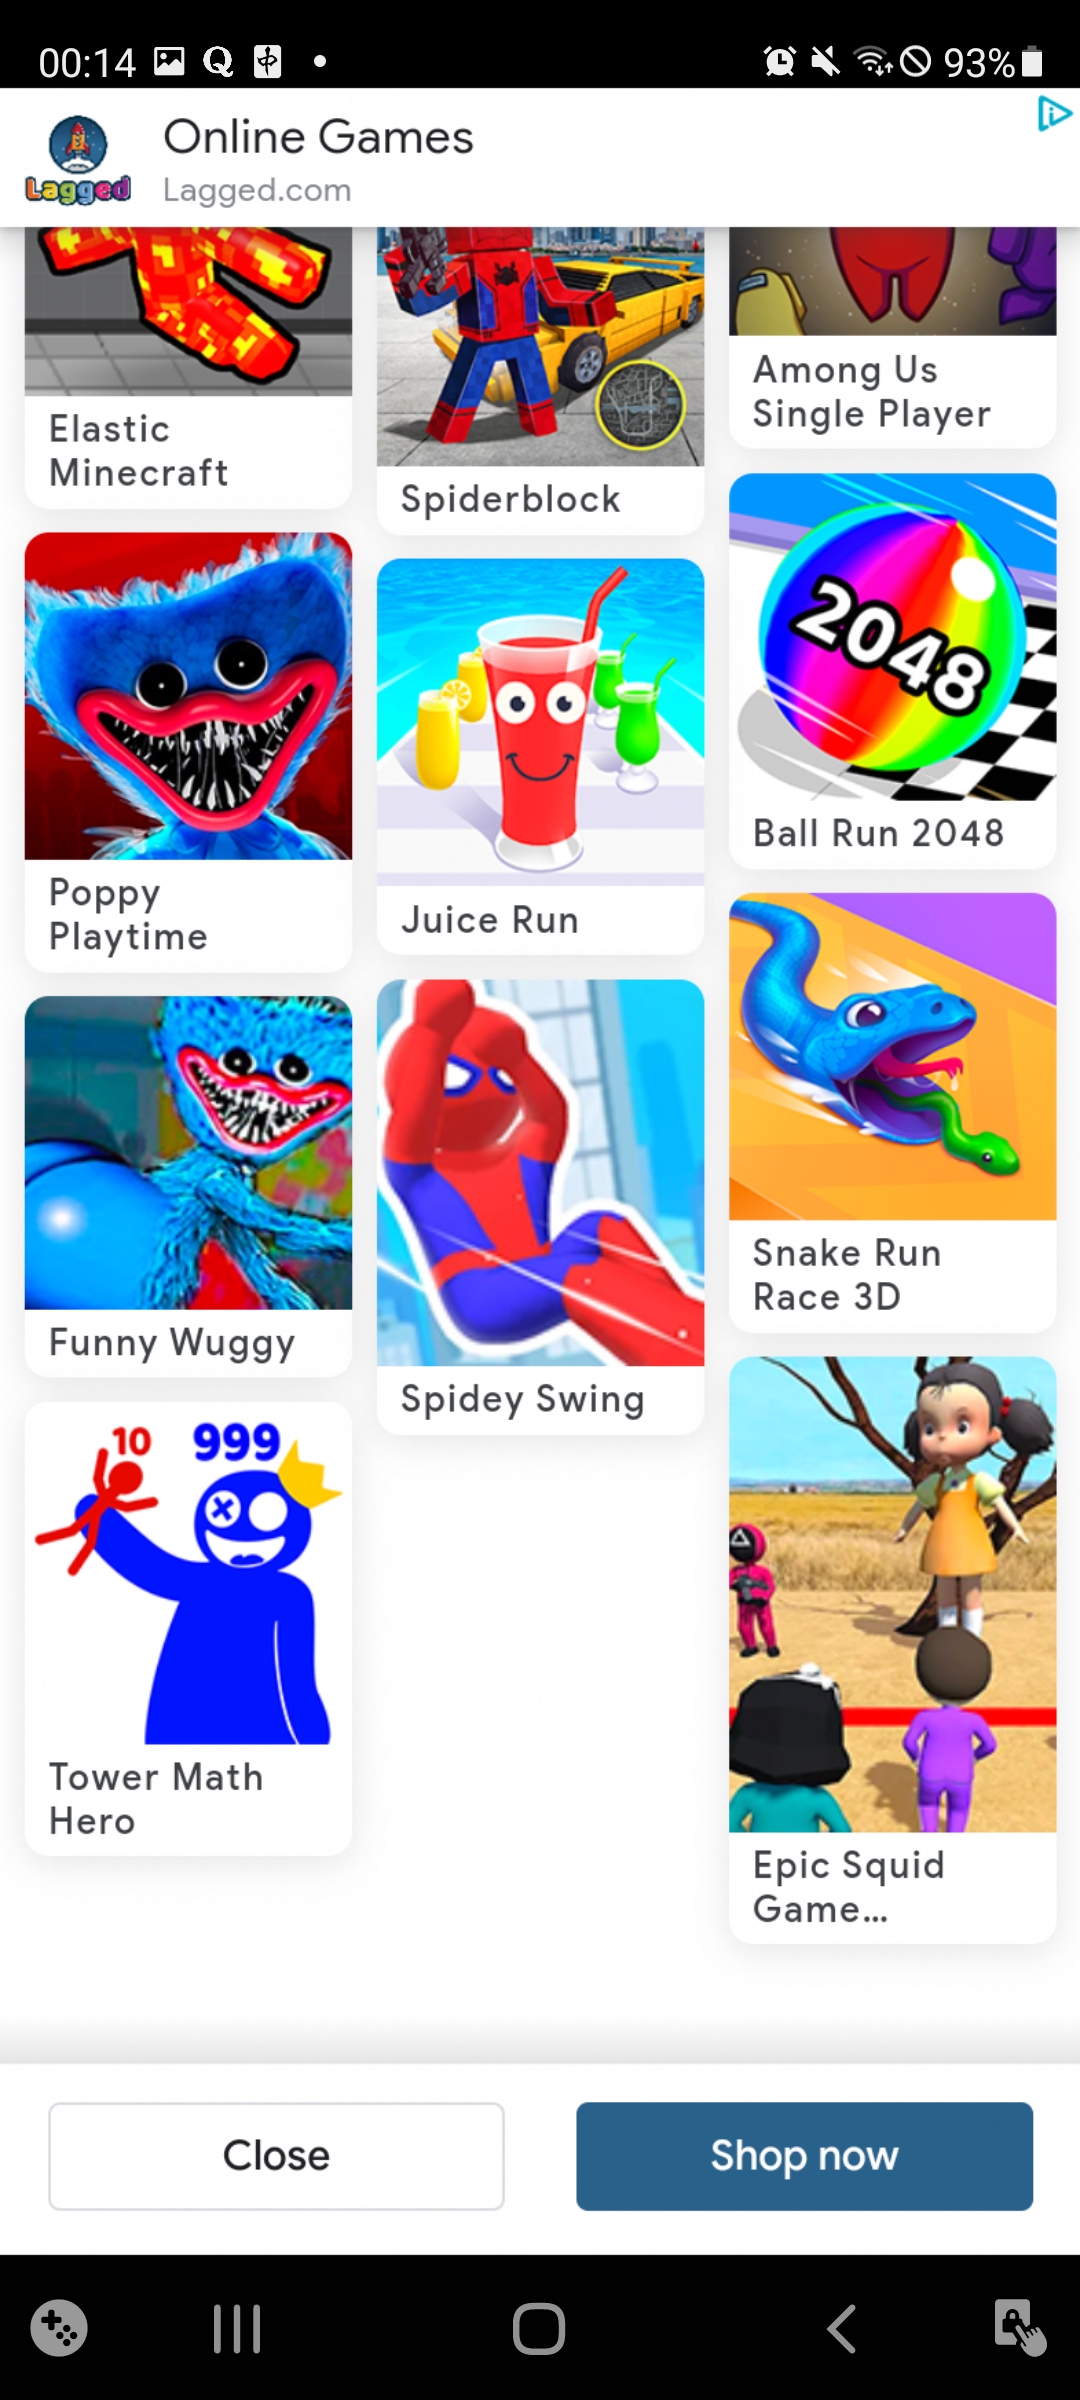 00:14
93%
Lagged
Online Games
Lagged.com
Elastic
Minecraft
Spiderblock
Among Us
Single Player
2048
Ball Run 2048
Poppy
Playtime
Juice Run
Snake Run
Race 3D
Funny Wuggy
Spidey Swing
10 999
Tower Math
Hero
Epic Squid
Game...
Close
Shop now